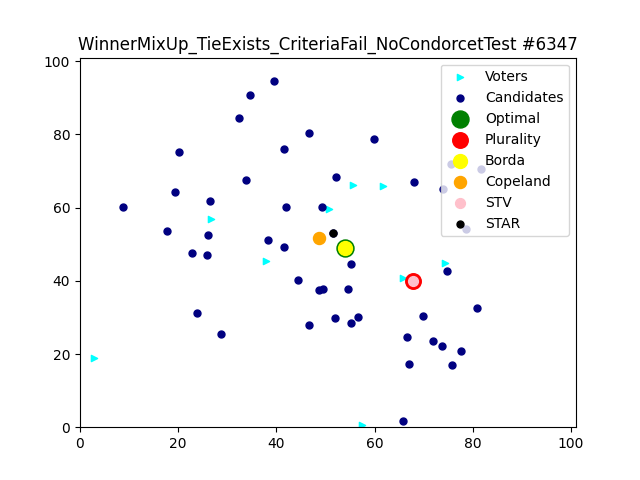 WinnerMixUp_TieExists_CriteriaFail_NoCondorcetTest #6347
100
80
60
40
20
0
0 20 40 60 80 100
Voters
Candidates
Optimal
Plurality
Borda
Copeland
STV
STAR